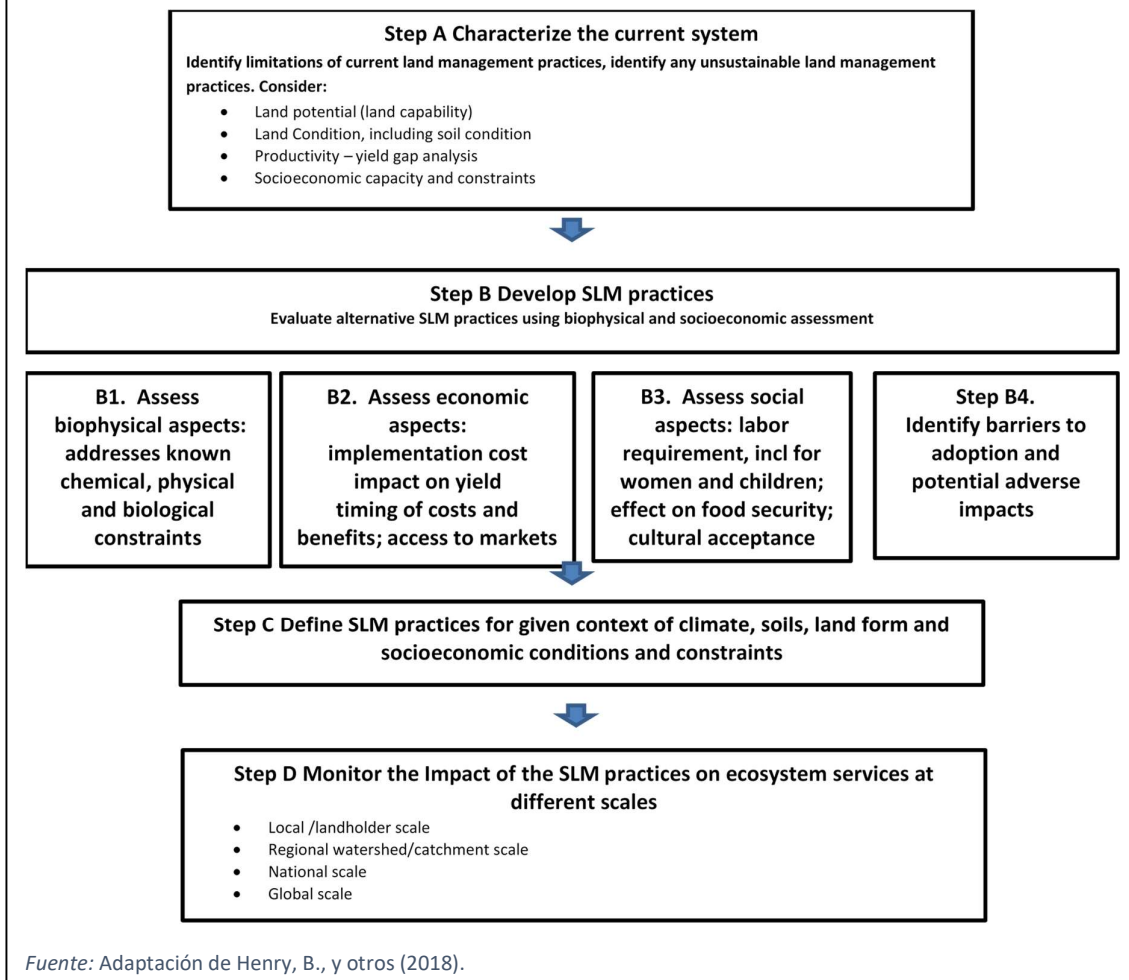 Step A Characterize the current system
Identify limitations of current land management practices, identify any unsustainable land management
practices. Consider:
• Land potential (land capability)
• Land Condition, including soil condition
• Productivity – yield gap analysis
• Socioeconomic capacity and constraints
Step B Develop SLM practices
Evaluate alternative SLM practices using biophysical and socioeconomic assessment
B1. Assess
biophysical aspects:
addresses known
chemical, physical
and biological
constraints
B2. Assess economic
aspects:
implementation cost
impact on yield
timing of costs and
benefits; access to markets
B3. Assess social
aspects: labor
requirement, incl for
women and children;
effect on food security;
cultural acceptance
Step B4.
Identify barriers to
adoption and
potential adverse
impacts
Step C Define SLM practices for given context of climate, soils, land form and
socioeconomic conditions and constraints
Step D Monitor the Impact of the SLM practices on ecosystem services at
different scales
• Local /landholder scale
• Regional watershed/catchment scale
• National scale
• Global scale
Fuente: Adaptación de Henry, B., y otros (2018).